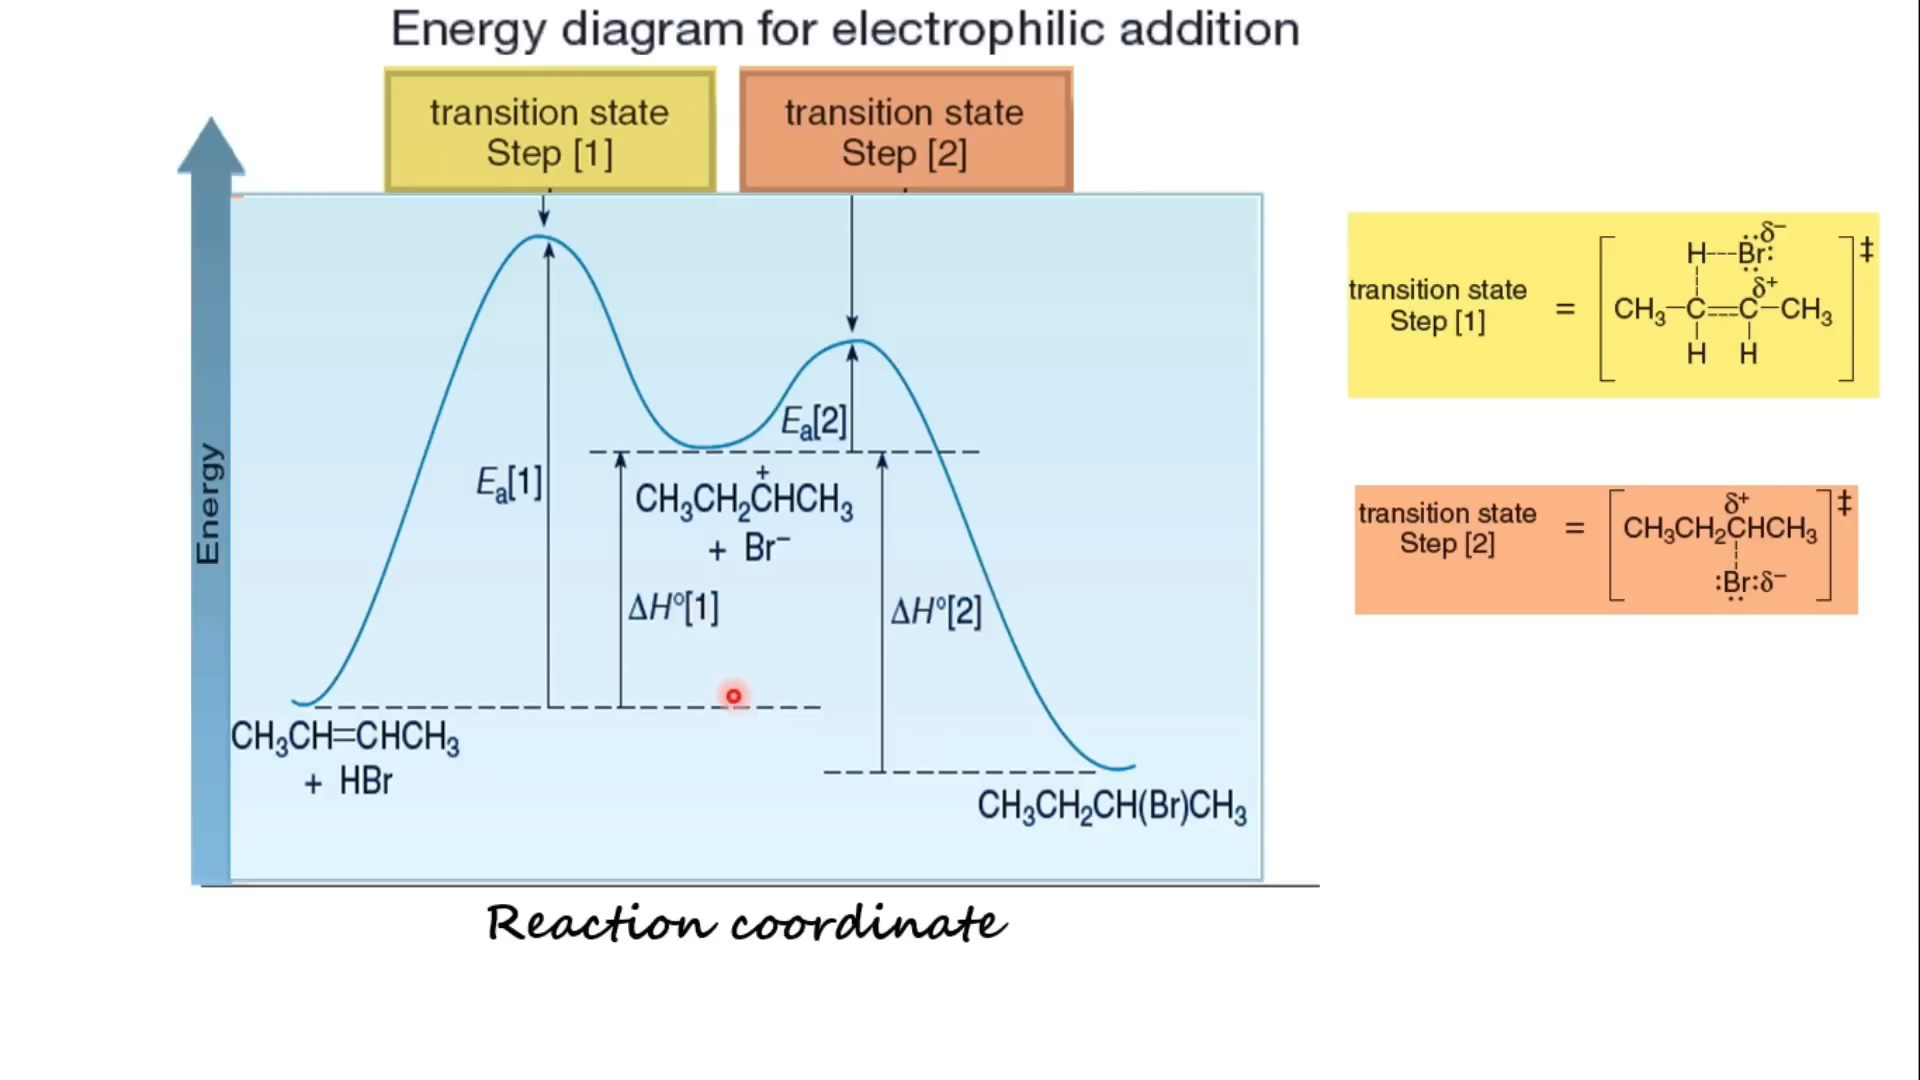 Energy diagram for electrophilic addition
transition state
Step [1]
transition state
Step [2]
Energy
Eₐ[1]
Eₐ[2]
CH₃CH₂C⁺HCH₃
+ Br⁻
ΔH°[1]
ΔH°[2]
CH₃CH=CHCH₃
+ HBr
CH₃CH₂CH(Br)CH₃
Reaction coordinate
transition state
Step [1]
=
δ⁻
H---Br:
δ⁺
CH₃-C=C-CH₃
H H
‡
transition state
Step [2]
=
δ⁺
CH₃CH₂CHCH₃
:Br:δ⁻
‡